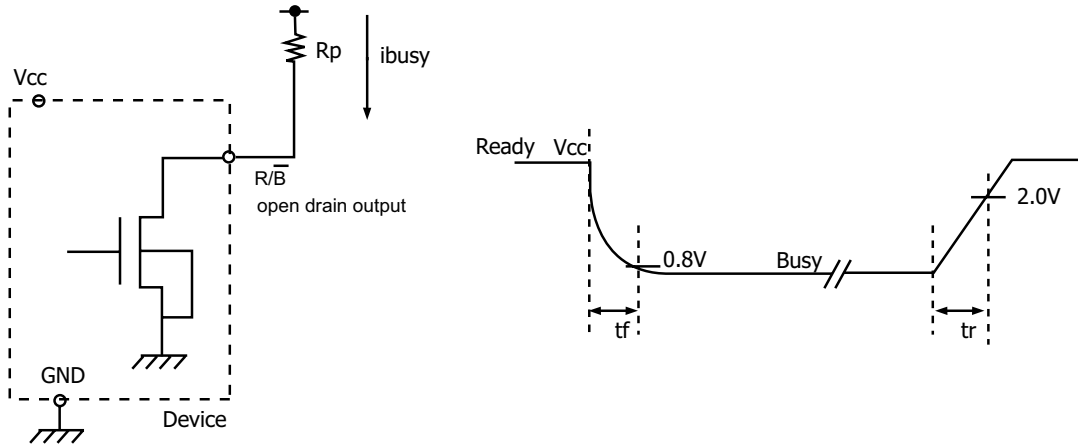 Rp
ibusy
Vcc
R/B̅
open drain output
GND
Device
Ready Vcc
2.0V
0.8V
Busy
tf
tr